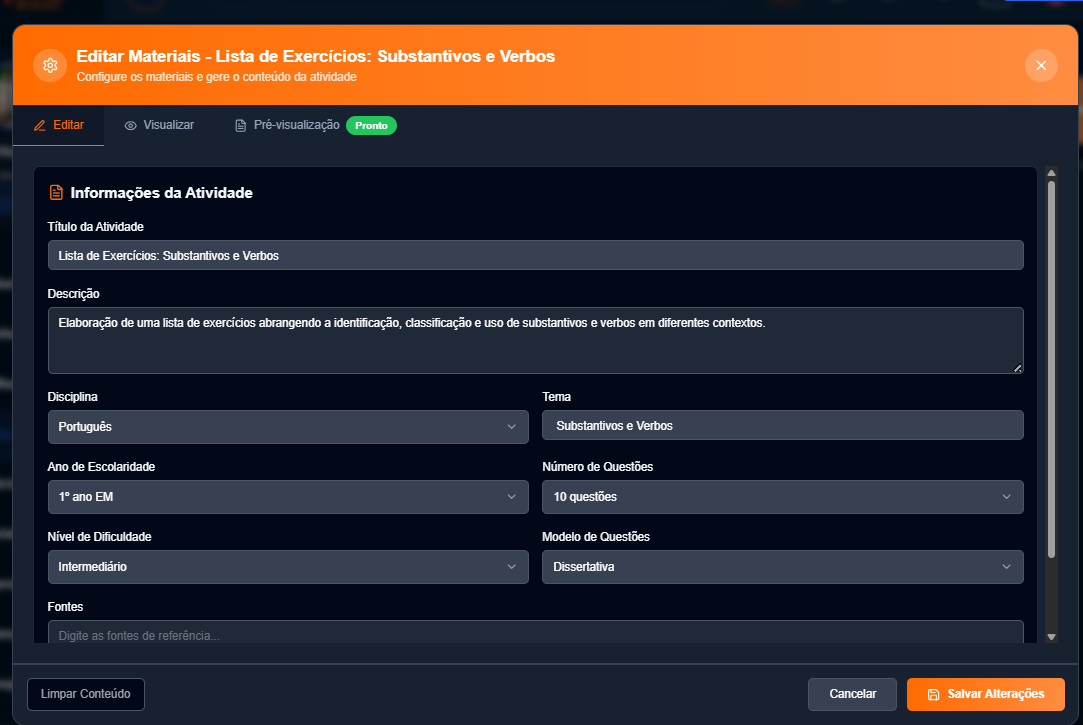 Editar Materiais - Lista de Exercícios: Substantivos e Verbos
Configure os materiais e gere o conteúdo da atividade
Editar
Visualizar
Pré-visualização
Pronto
Informações da Atividade
Título da Atividade
Lista de Exercícios: Substantivos e Verbos
Descrição
Elaboração de uma lista de exercícios abrangendo a identificação, classificação e uso de substantivos e verbos em diferentes contextos.
Disciplina
Tema
Português
Substantivos e Verbos
Ano de Escolaridade
Número de Questões
1º ano EM
10 questões
Nível de Dificuldade
Modelo de Questões
Intermediário
Dissertativa
Fontes
Digite as fontes de referência...
Limpar Conteúdo
Cancelar
Salvar Alterações